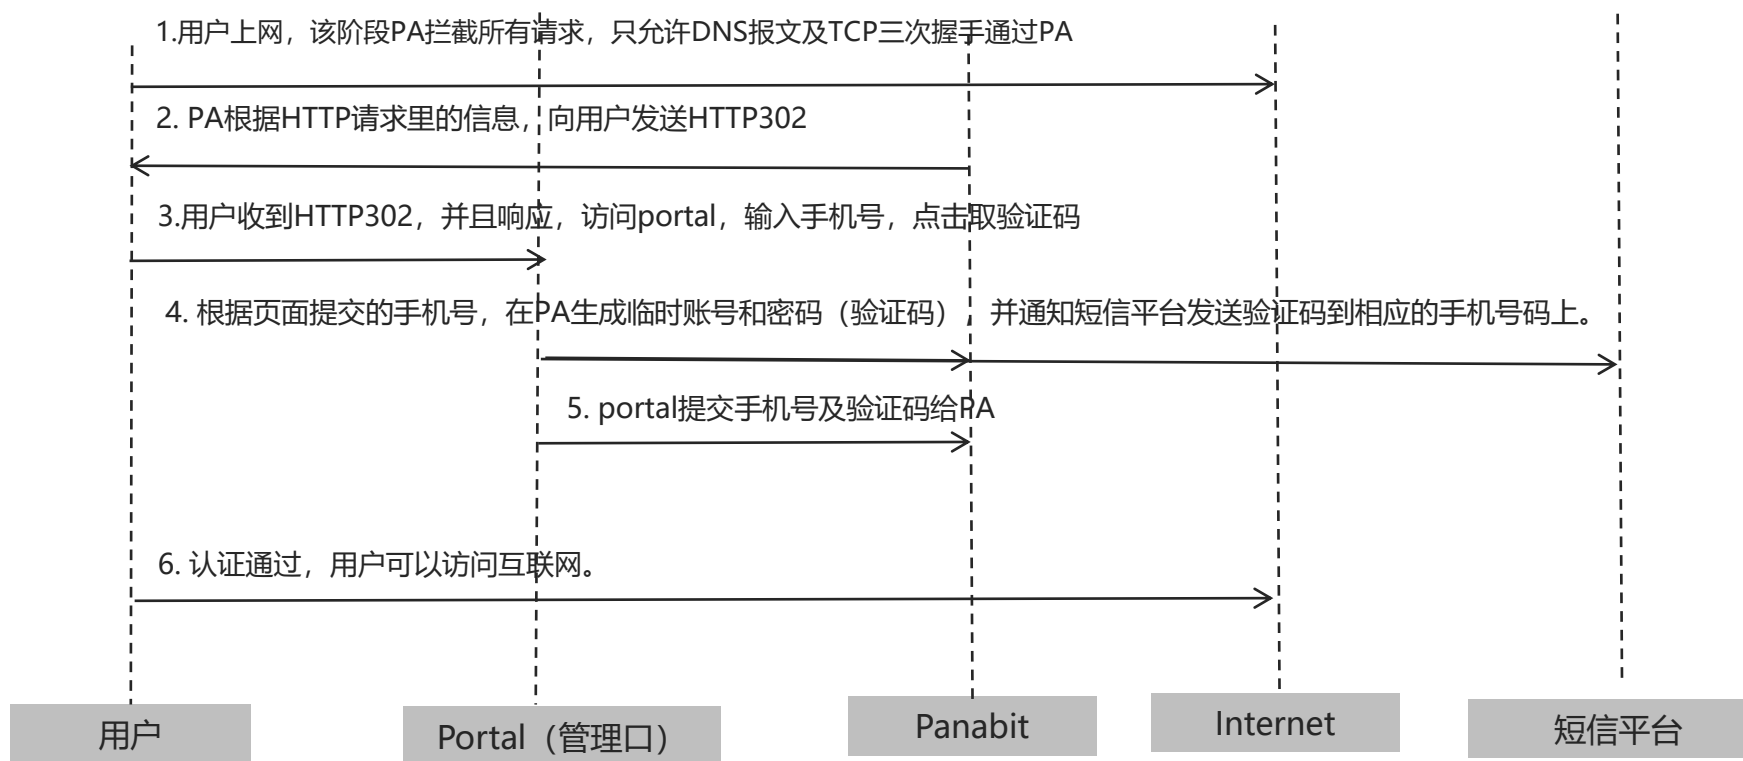 1.用户上网，该阶段PA拦截所有请求，只允许DNS报文及TCP三次握手通过PA
2. PA根据HTTP请求里的信息，向用户发送HTTP302
3.用户收到HTTP302，并且响应，访问portal，输入手机号，点击取验证码
4. 根据页面提交的手机号，在PA生成临时账号和密码（验证码），并通知短信平台发送验证码到相应的手机号码上。
5. portal提交手机号及验证码给PA
6. 认证通过，用户可以访问互联网。
用户
Portal（管理口）
Panabit
Internet
短信平台